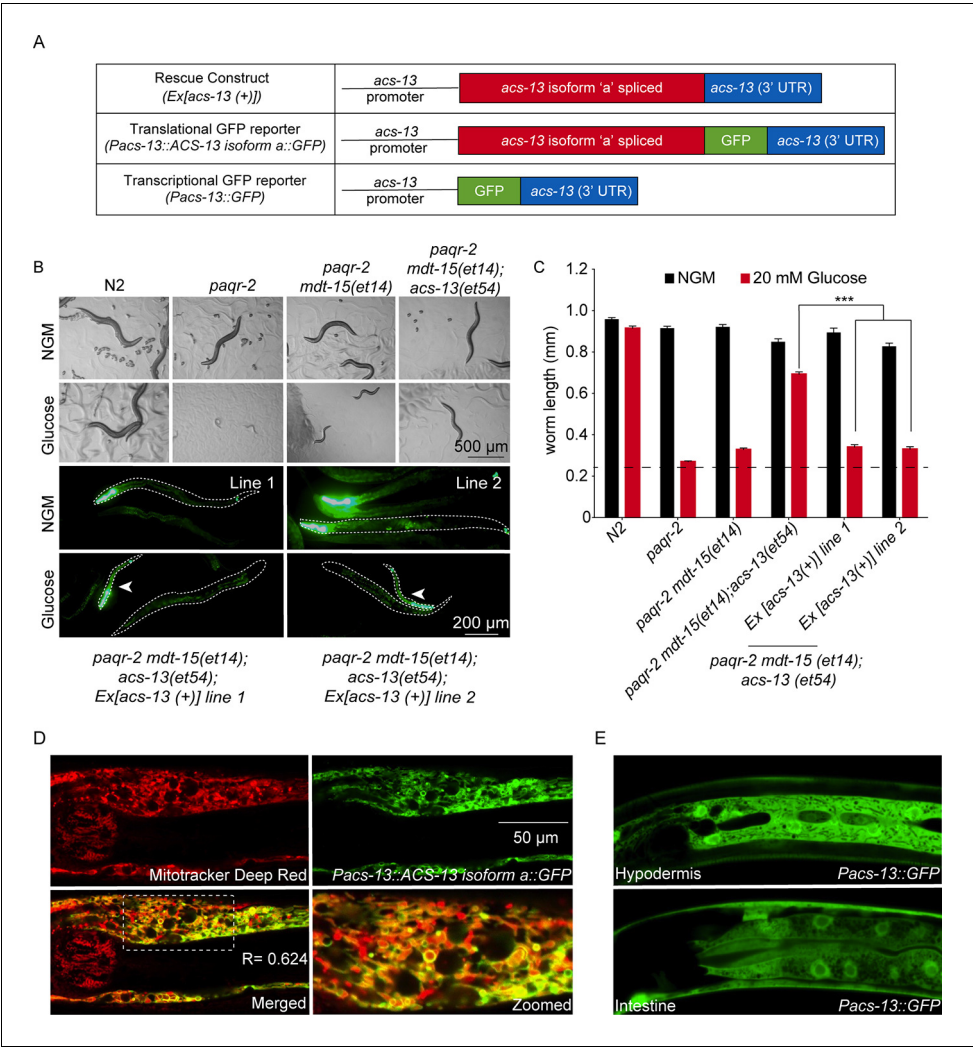 A
Rescue Construct
(Ex[acs-13 (+)])
acs-13
promoter
acs-13 isoform 'a' spliced
acs-13 (3' UTR)
Translational GFP reporter
(Pacs-13::ACS-13 isoform a::GFP)
acs-13
promoter
acs-13 isoform 'a' spliced
GFP
acs-13 (3' UTR)
Transcriptional GFP reporter
(Pacs-13::GFP)
acs-13
promoter
GFP
acs-13 (3' UTR)
B
N2
paqr-2
paqr-2
mdt-15(et14)
paqr-2
mdt-15(et14);
acs-13(et54)
NGM
Glucose
500 µm
NGM
Line 1
Line 2
Glucose
200 µm
paqr-2 mdt-15(et14);
acs-13(et54);
Ex[acs-13 (+)] line 1
paqr-2 mdt-15(et14);
acs-13(et54);
Ex[acs-13 (+)] line 2
C
NGM
20 mM Glucose
***
worm length (mm)
1.2
1.0
0.8
0.6
0.4
0.2
0
N2
paqr-2
paqr-2 mdt-15(et14)
paqr-2 mdt-15(et14);acs-13(et54)
Ex [acs-13(+)] line 1
Ex [acs-13(+)] line 2
paqr-2 mdt-15 (et14);
acs-13 (et54)
D
Mitotracker Deep Red
50 µm
Pacs-13::ACS-13 isoform a::GFP
R= 0.624
Merged
Zoomed
E
Hypodermis
Pacs-13::GFP
Intestine
Pacs-13::GFP